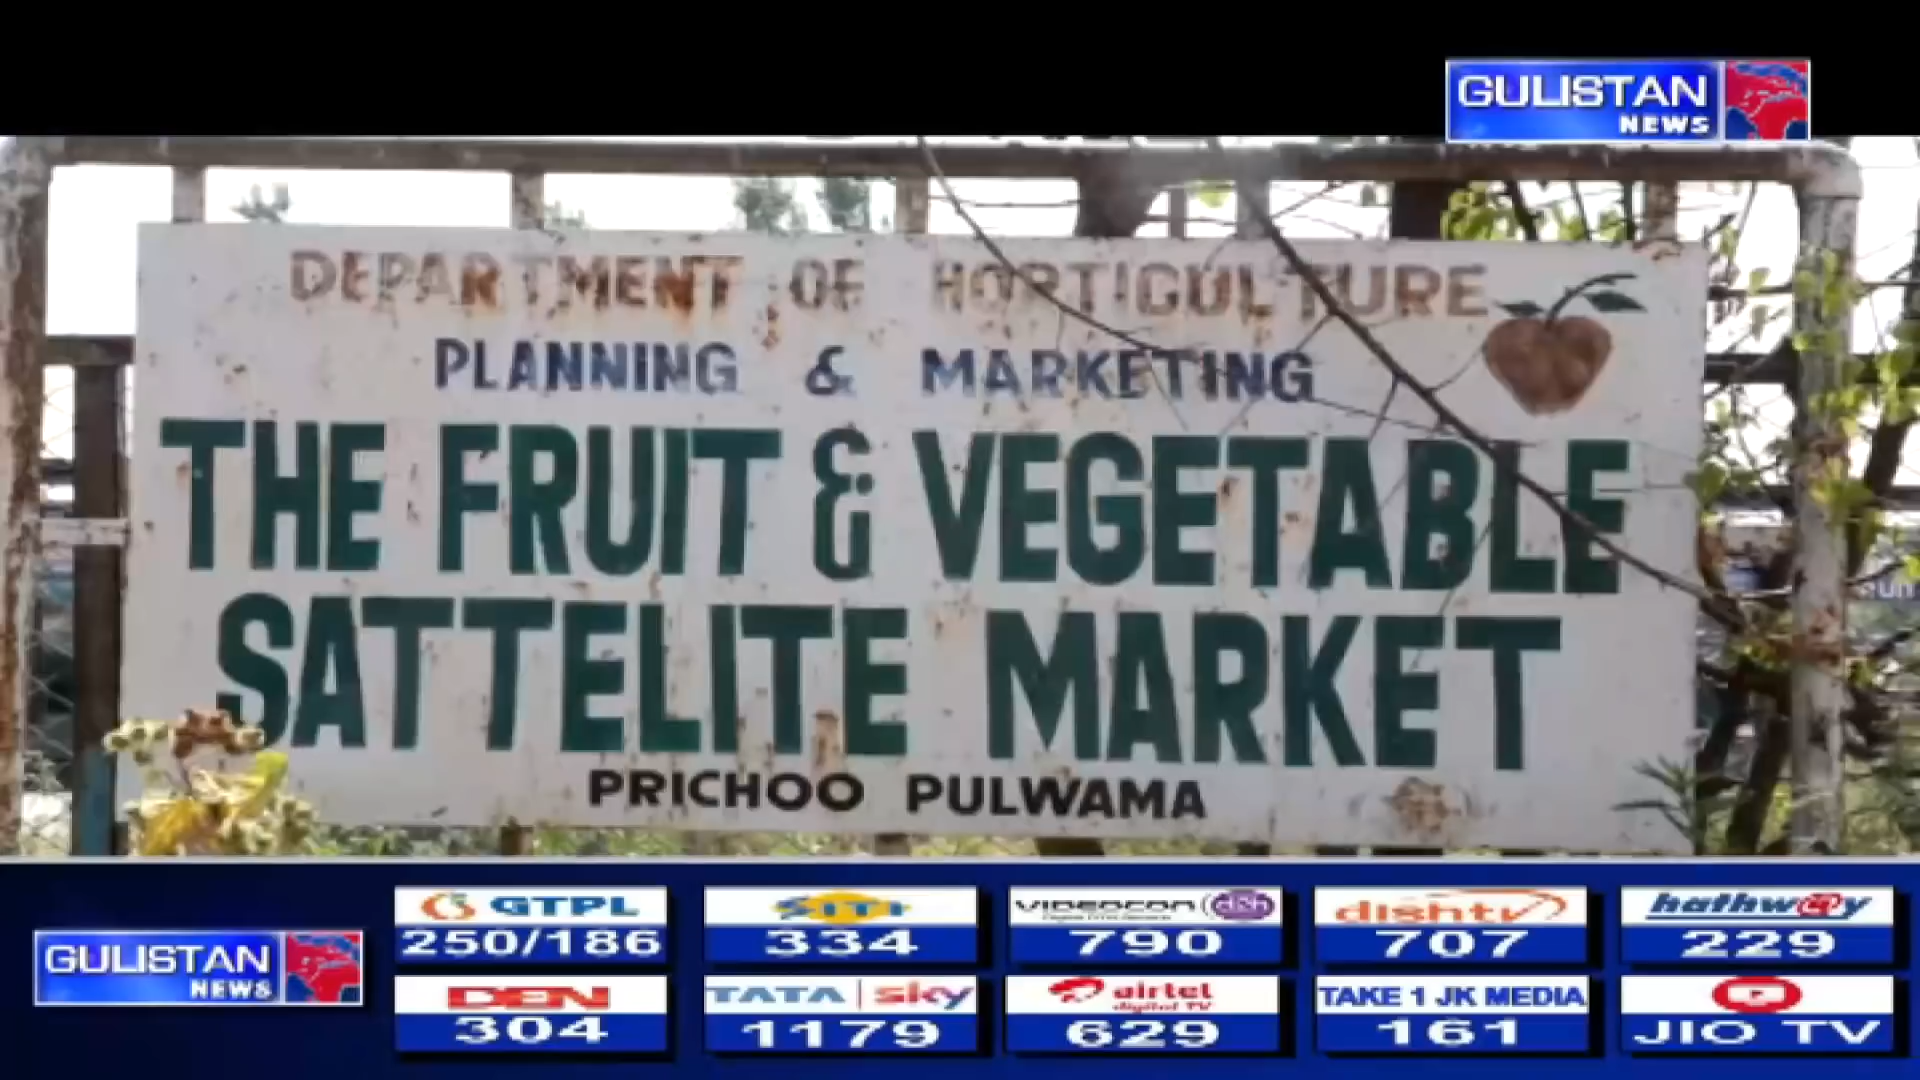 GULISTAN
NEWS
DEPARTMENT OF HORTICULTURE
PLANNING & MARKETING
THE FRUIT & VEGETABLE
SATTELITE MARKET
PRICHOO PULWAMA
GULISTAN
NEWS
GTPL
250/186
SITI
334
VIDEOCON d2h
790
dishtv
707
hathw@y
229
DEN
304
TATA sky
1179
airtel
digital TV
629
TAKE 1 JK MEDIA
161
JIO TV